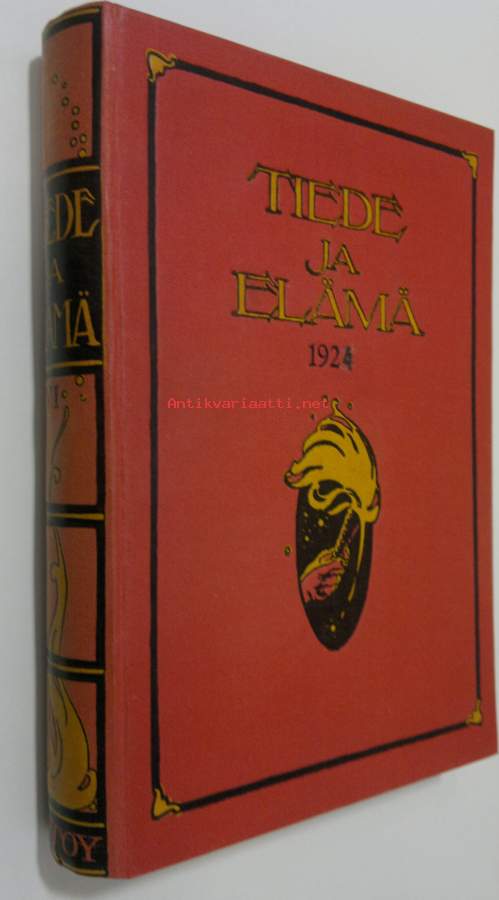 TIEDE
JA
ELÄMÄ
1924
Antikvariaatti.net